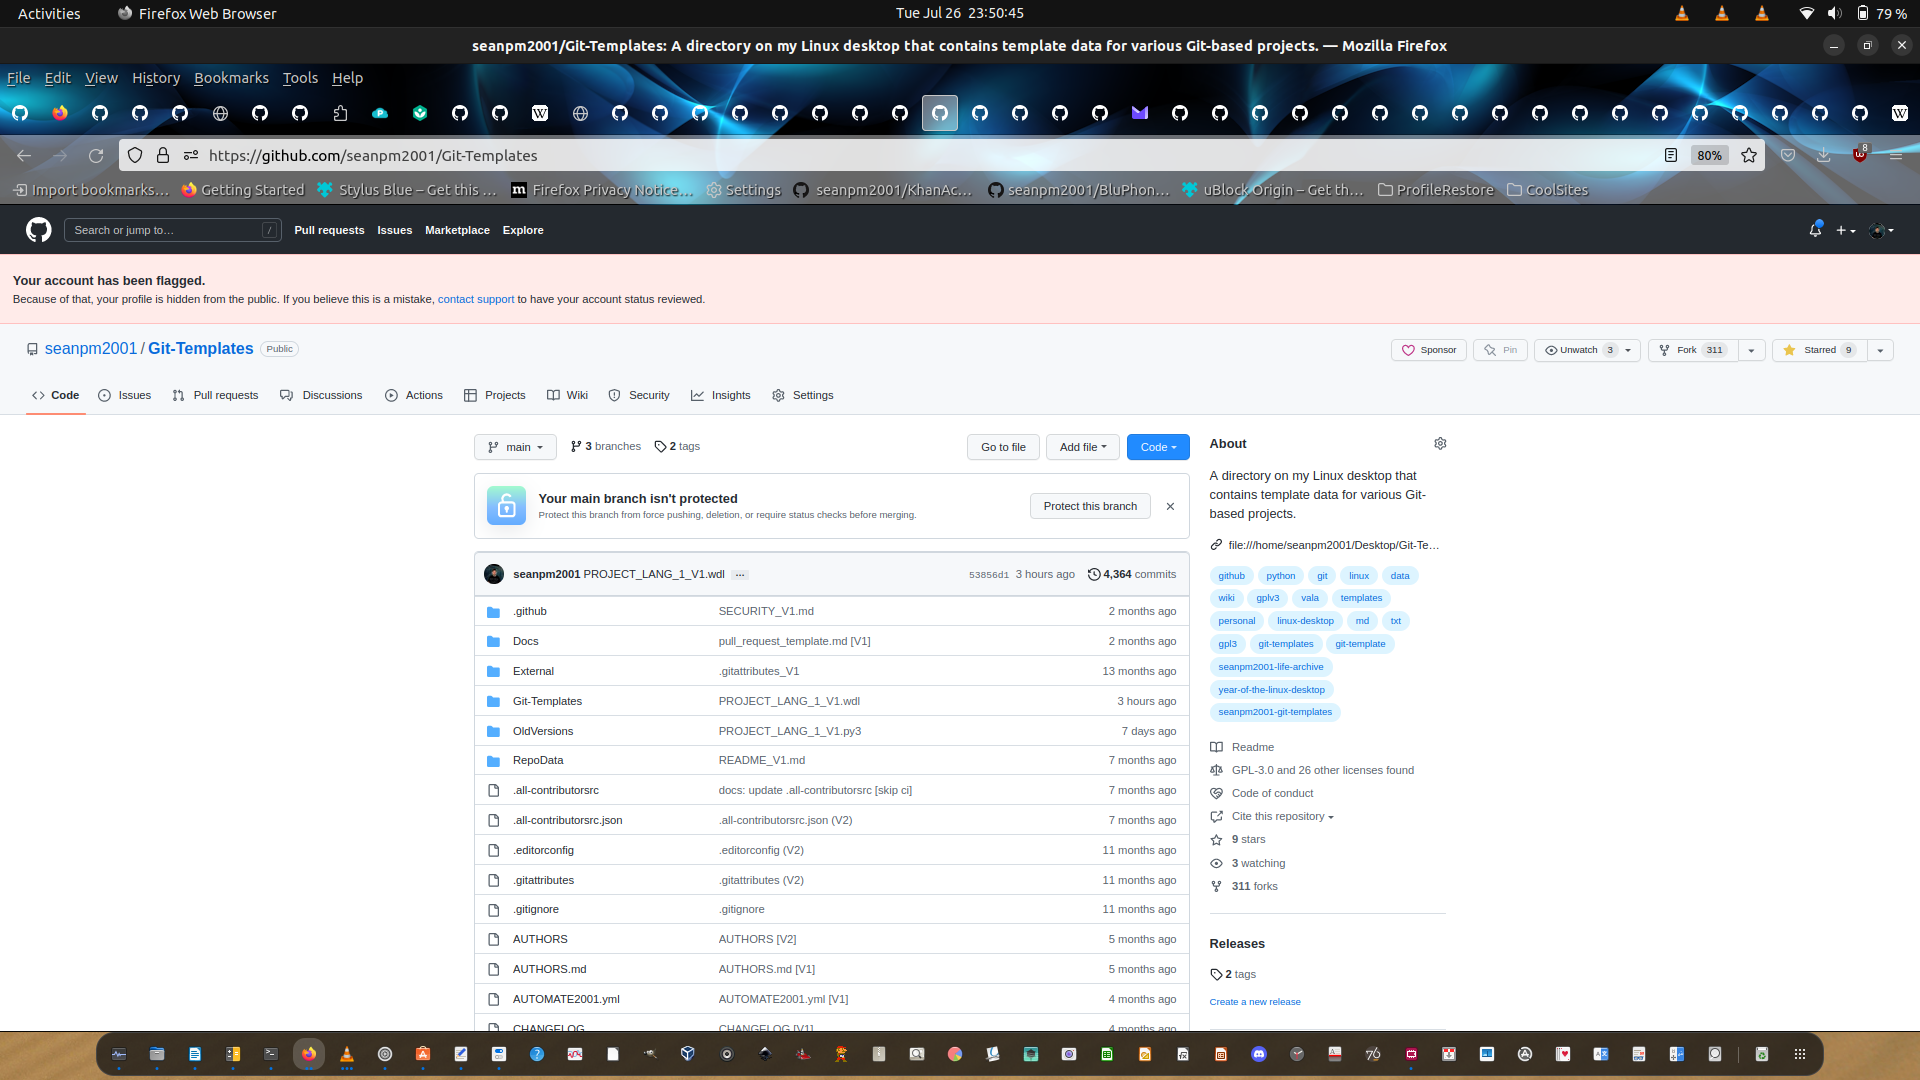 Activities
Firefox Web Browser
Tue Jul 26 23:50:45
79 %
seanpm2001/Git-Templates: A directory on my Linux desktop that contains template data for various Git-based projects. — Mozilla Firefox
File Edit View History Bookmarks Tools Help
https://github.com/seanpm2001/Git-Templates
80%
8
Import bookmarks…
Getting Started
Stylus Blue – Get this …
Firefox Privacy Notice…
Settings
seanpm2001/KhanAc…
seanpm2001/BluPhon…
uBlock Origin – Get th…
ProfileRestore
CoolSites
Search or jump to…
/
Pull requests
Issues
Marketplace
Explore
Your account has been flagged.
Because of that, your profile is hidden from the public. If you believe this is a mistake, contact support to have your account status reviewed.
seanpm2001 / Git-Templates
Public
Sponsor
Pin
Unwatch 3
Fork 311
Starred 9
Code
Issues
Pull requests
Discussions
Actions
Projects
Wiki
Security
Insights
Settings
main
3 branches
2 tags
Go to file
Add file
Code
Your main branch isn't protected
Protect this branch from force pushing, deletion, or require status checks before merging.
Protect this branch
seanpm2001 PROJECT_LANG_1_V1.wdl …
53856d1 3 hours ago
4,364 commits
.github SECURITY_V1.md 2 months ago
Docs pull_request_template.md [V1] 2 months ago
External .gitattributes_V1 13 months ago
Git-Templates PROJECT_LANG_1_V1.wdl 3 hours ago
OldVersions PROJECT_LANG_1_V1.py3 7 days ago
RepoData README_V1.md 7 months ago
.all-contributorsrc docs: update .all-contributorsrc [skip ci] 7 months ago
.all-contributorsrc.json .all-contributorsrc.json (V2) 7 months ago
.editorconfig .editorconfig (V2) 11 months ago
.gitattributes .gitattributes (V2) 11 months ago
.gitignore .gitignore 11 months ago
AUTHORS AUTHORS [V2] 5 months ago
AUTHORS.md AUTHORS.md [V1] 5 months ago
AUTOMATE2001.yml AUTOMATE2001.yml [V1] 4 months ago
CHANGELOG CHANGELOG [V1] 4 months ago
About
A directory on my Linux desktop that
contains template data for various Git-
based projects.
file:///home/seanpm2001/Desktop/Git-Te…
github python git linux data
wiki gplv3 vala templates
personal linux-desktop md txt
gpl3 git-templates git-template
seanpm2001-life-archive
year-of-the-linux-desktop
seanpm2001-git-templates
Readme
GPL-3.0 and 26 other licenses found
Code of conduct
Cite this repository
9 stars
3 watching
311 forks
Releases
2 tags
Create a new release